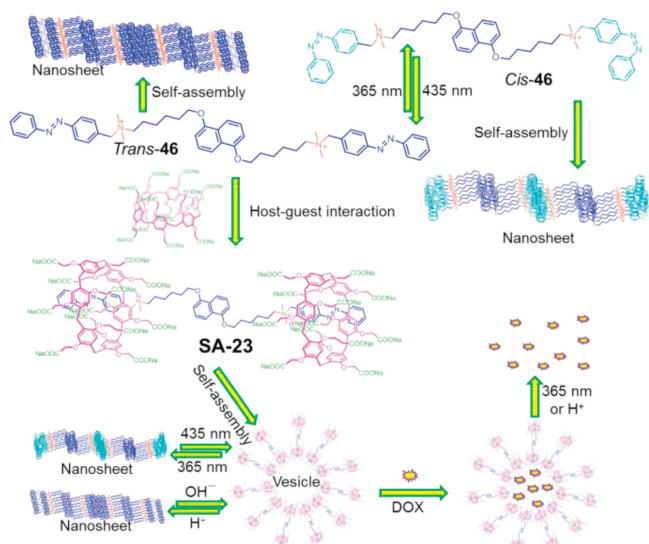 Nanosheet
Self-assembly
Trans-46
365 nm
435 nm
Cis-46
Self-assembly
Nanosheet
Host-guest interaction
SA-23
Self-assembly
435 nm
365 nm
Nanosheet
OH⁻
H⁺
Nanosheet
Vesicle
DOX
365 nm
or H⁺